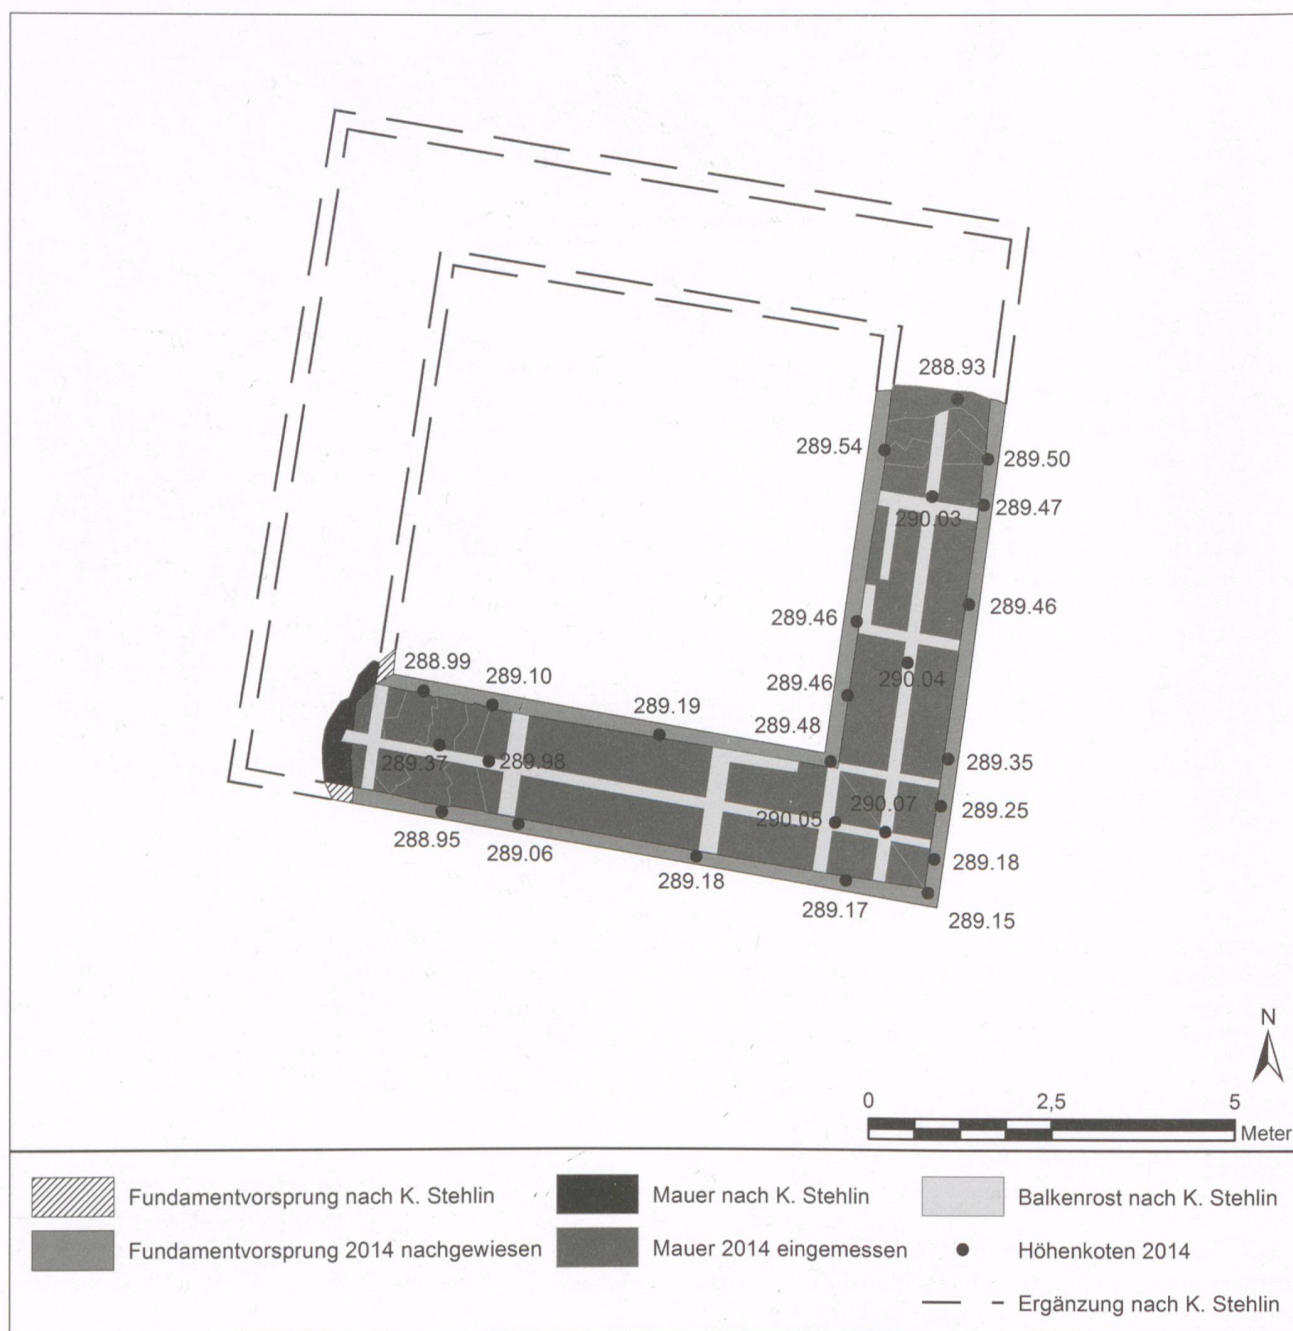 288.93
289.54
289.50
289.47
290.03
289.46
289.46
290.04
288.99
289.10
289.46
289.19
289.48
289.37
289.98
289.35
290.07
290.05
289.25
288.95
289.06
289.18
289.18
289.17
289.15
N
0 2,5 5
Meter
Fundamentvorsprung nach K. Stehlin
Mauer nach K. Stehlin
Balkenrost nach K. Stehlin
Fundamentvorsprung 2014 nachgewiesen
Mauer 2014 eingemessen
Höhenkoten 2014
Ergänzung nach K. Stehlin